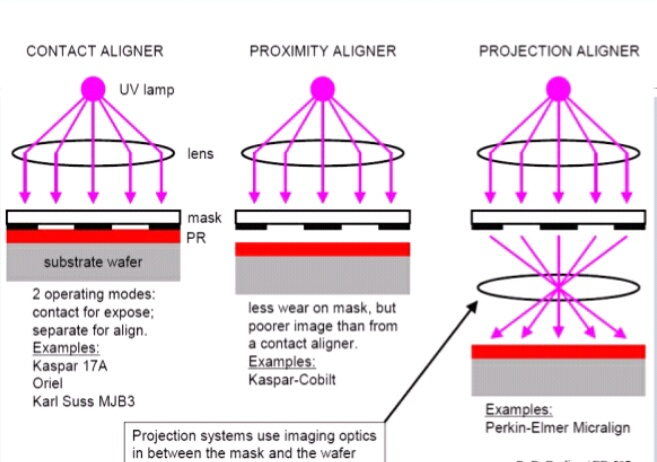 CONTACT ALIGNER
PROXIMITY ALIGNER
PROJECTION ALIGNER
UV lamp
lens
mask
PR
substrate wafer
2 operating modes:
contact for expose;
separate for align.
Examples:
Kaspar 17A
Oriel
Karl Suss MJB3
less wear on mask, but
poorer image than from
a contact aligner.
Examples:
Kaspar-Cobilt
Examples:
Perkin-Elmer Micralign
Projection systems use imaging optics
in between the mask and the wafer